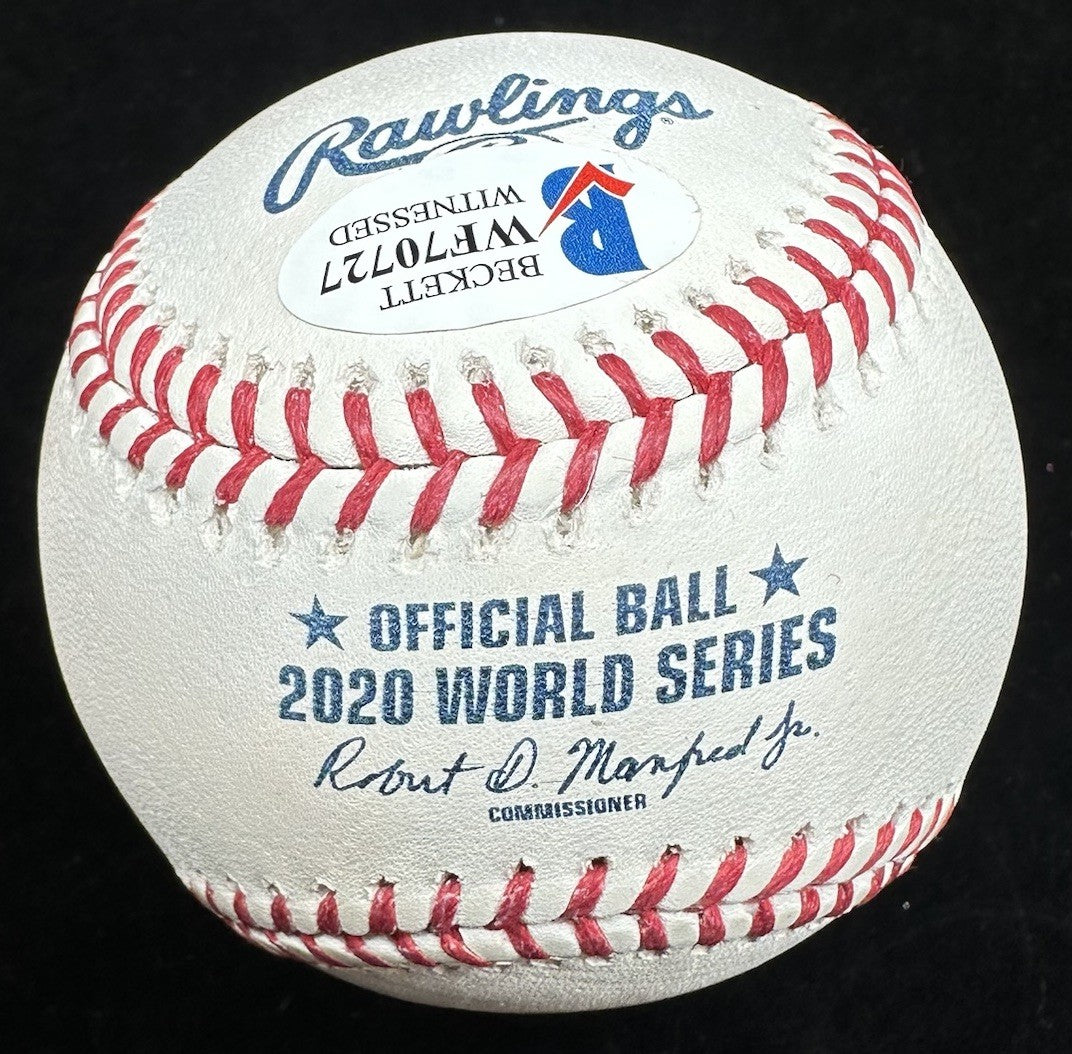 Rawlings
BECKETT
WF70727
WITNESSED
OFFICIAL BALL
2020 WORLD SERIES
Robert D. Manfred Jr.
COMMISSIONER